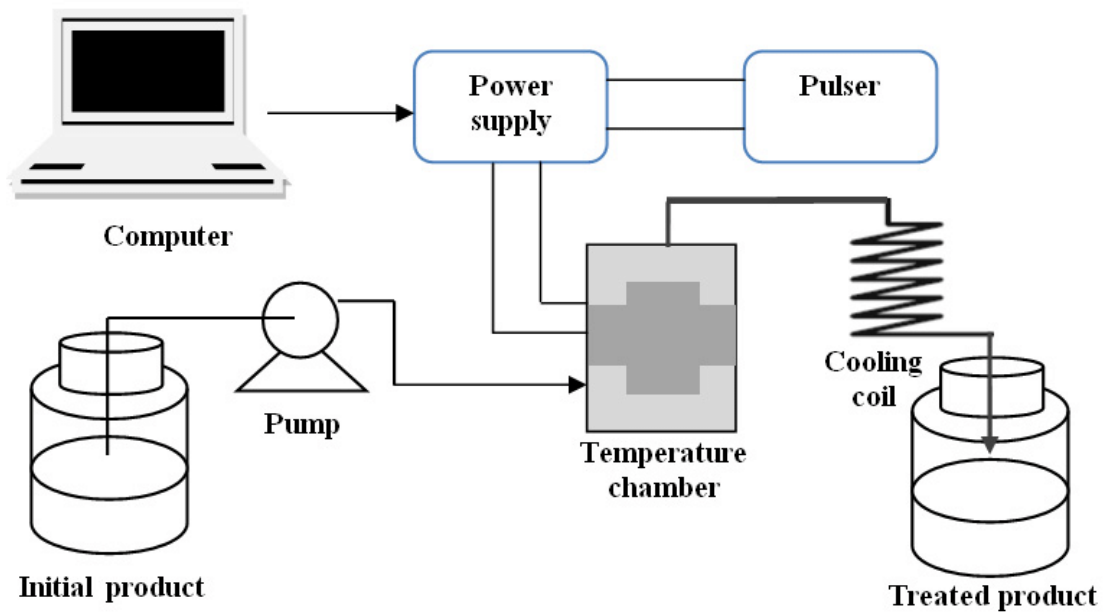 Power
supply
Pulser
Computer
Pump
Cooling
coil
Temperature
chamber
Initial product
Treated product